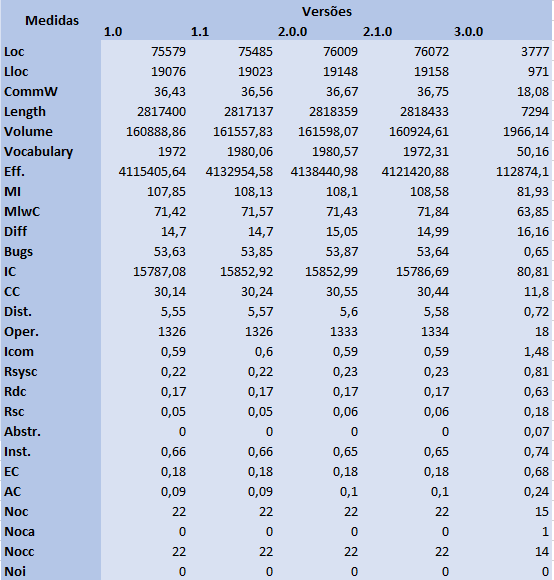 Medidas Versões
1.0 1.1 2.0.0 2.1.0 3.0.0
Loc 75579 75485 76009 76072 3777
Lloc 19076 19023 19148 19158 971
CommW 36,43 36,56 36,67 36,75 18,08
Length 2817400 2817137 2818359 2818433 7294
Volume 160888,86 161557,83 161598,07 160924,61 1966,14
Vocabulary 1972 1980,06 1980,57 1972,31 50,16
Eff. 4115405,64 4132954,58 4138440,98 4121420,88 112874,1
MI 107,85 108,13 108,1 108,58 81,93
MlwC 71,42 71,57 71,43 71,84 63,85
Diff 14,7 14,7 15,05 14,99 16,16
Bugs 53,63 53,85 53,87 53,64 0,65
IC 15787,08 15852,92 15852,99 15786,69 80,81
CC 30,14 30,24 30,55 30,44 11,8
Dist. 5,55 5,57 5,6 5,58 0,72
Oper. 1326 1326 1333 1334 18
Icom 0,59 0,6 0,59 0,59 1,48
Rsysc 0,22 0,22 0,23 0,23 0,81
Rdc 0,17 0,17 0,17 0,17 0,63
Rsc 0,05 0,05 0,06 0,06 0,18
Abstr. 0 0 0 0 0,07
Inst. 0,66 0,66 0,65 0,65 0,74
EC 0,18 0,18 0,18 0,18 0,68
AC 0,09 0,09 0,1 0,1 0,24
Noc 22 22 22 22 15
Noca 0 0 0 0 1
Nocc 22 22 22 22 14
Noi 0 0 0 0 0